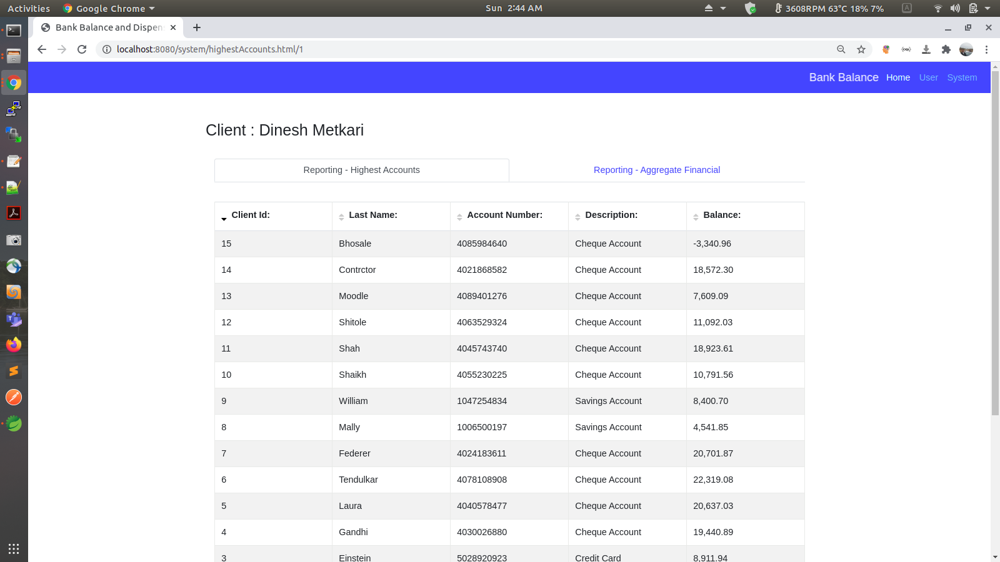 Activities Google Chrome Sun 2:44 AM 3608RPM 63°C 18% 7% A
Bank Balance and Dispen
localhost:8080/system/highestAccounts.html/1
Bank Balance Home User System
Client : Dinesh Metkari
Reporting - Highest Accounts Reporting - Aggregate Financial
Client Id: Last Name: Account Number: Description: Balance:
15 Bhosale 4085984640 Cheque Account -3,340.96
14 Contrctor 4021868582 Cheque Account 18,572.30
13 Moodle 4089401276 Cheque Account 7,609.09
12 Shitole 4063529324 Cheque Account 11,092.03
11 Shah 4045743740 Cheque Account 18,923.61
10 Shaikh 4055230225 Cheque Account 10,791.56
9 William 1047254834 Savings Account 8,400.70
8 Mally 1006500197 Savings Account 4,541.85
7 Federer 4024183611 Cheque Account 20,701.87
6 Tendulkar 4078108908 Cheque Account 22,319.08
5 Laura 4040578477 Cheque Account 20,637.03
4 Gandhi 4030026880 Cheque Account 19,440.89
3 Einstein 5028920923 Credit Card 8,911.94